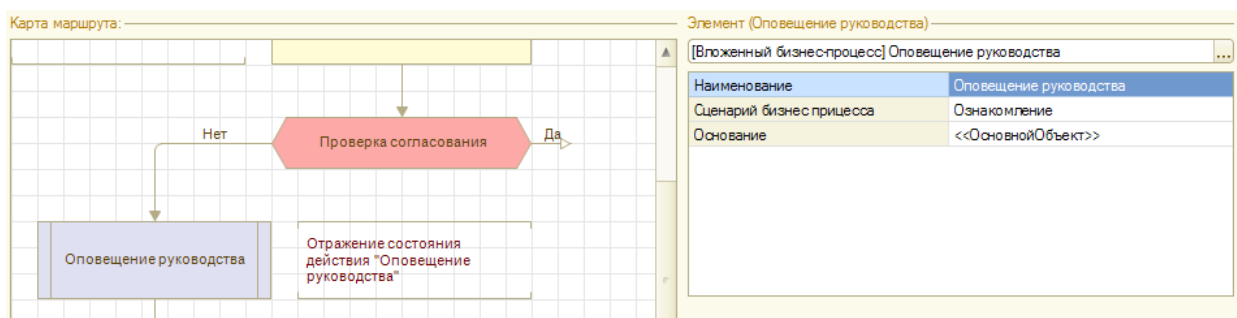 Карта маршрута:
Нет
Проверка согласования
Да
Оповещение руководства
Отражение состояния
действия "Оповещение
руководства"
Элемент (Оповещение руководства)
[Вложенный бизнес-процесс] Оповещение руководства
...
Наименование Оповещение руководства
Сценарий бизнес прицесса Ознакомление
Основание <<ОсновнойОбъект>>